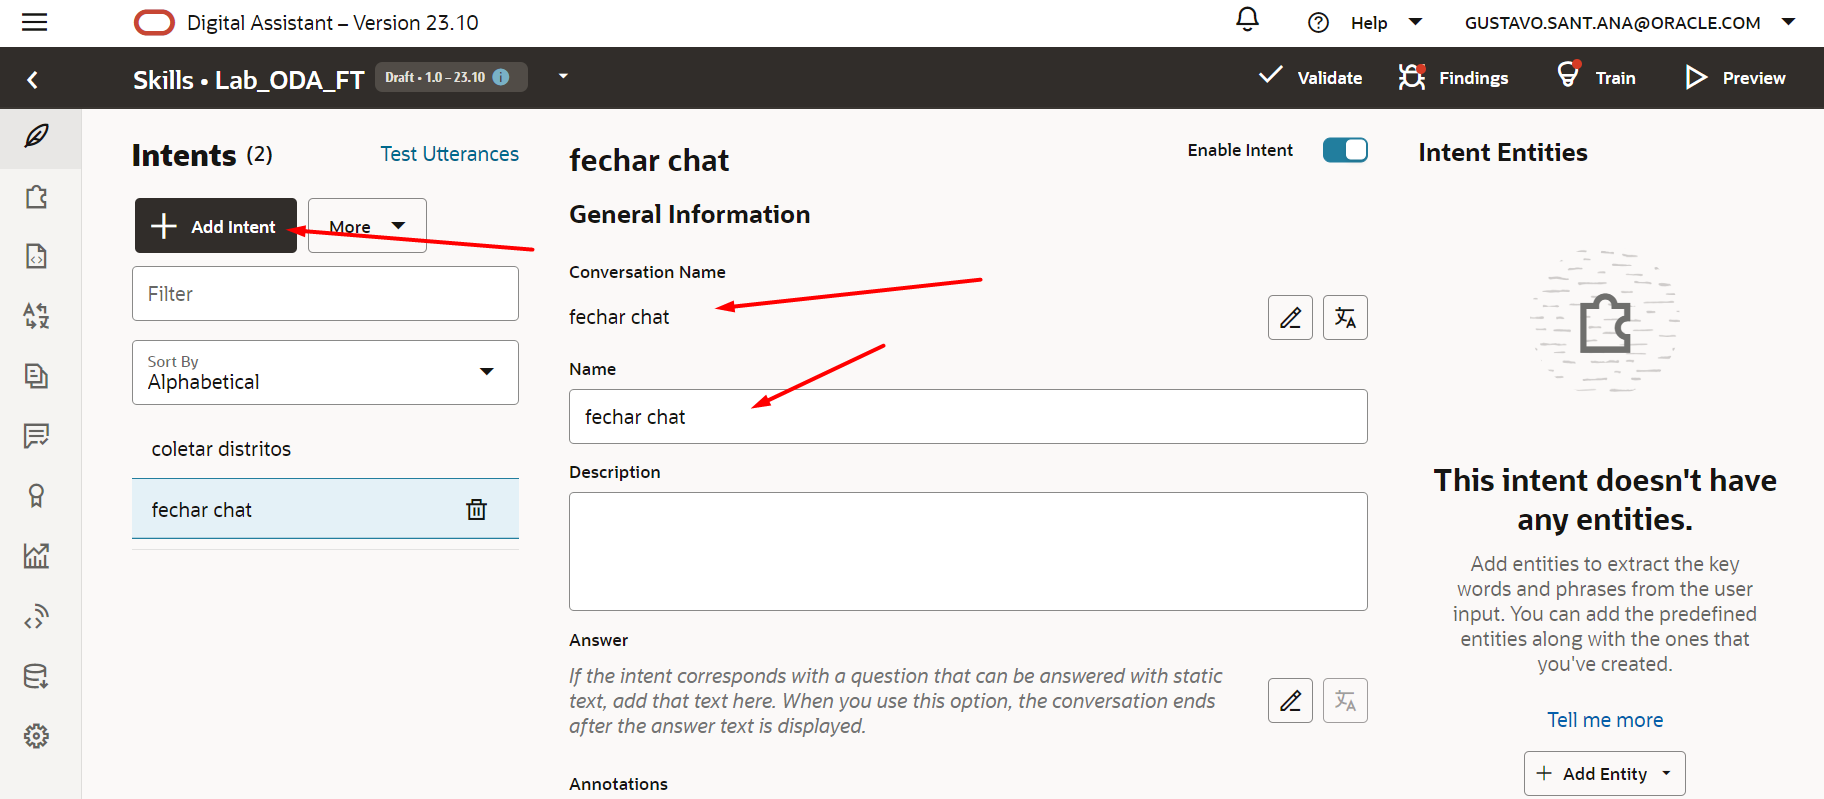 Digital Assistant – Version 23.10
Help
GUSTAVO.SANT.ANA@ORACLE.COM
Skills • Lab_ODA_FT
Draft • 1.0 – 23.10
Validate
Findings
Train
Preview
Intents (2)
Test Utterances
Add Intent
More
Filter
Sort By
Alphabetical
coletar distritos
fechar chat
fechar chat
Enable Intent
General Information
Conversation Name
fechar chat
Name
fechar chat
Description
Answer
If the intent corresponds with a question that can be answered with static
text, add that text here. When you use this option, the conversation ends
after the answer text is displayed.
Annotations
Intent Entities
This intent doesn't have
any entities.
Add entities to extract the key
words and phrases from the user
input. You can add the predefined
entities along with the ones that
you've created.
Tell me more
Add Entity